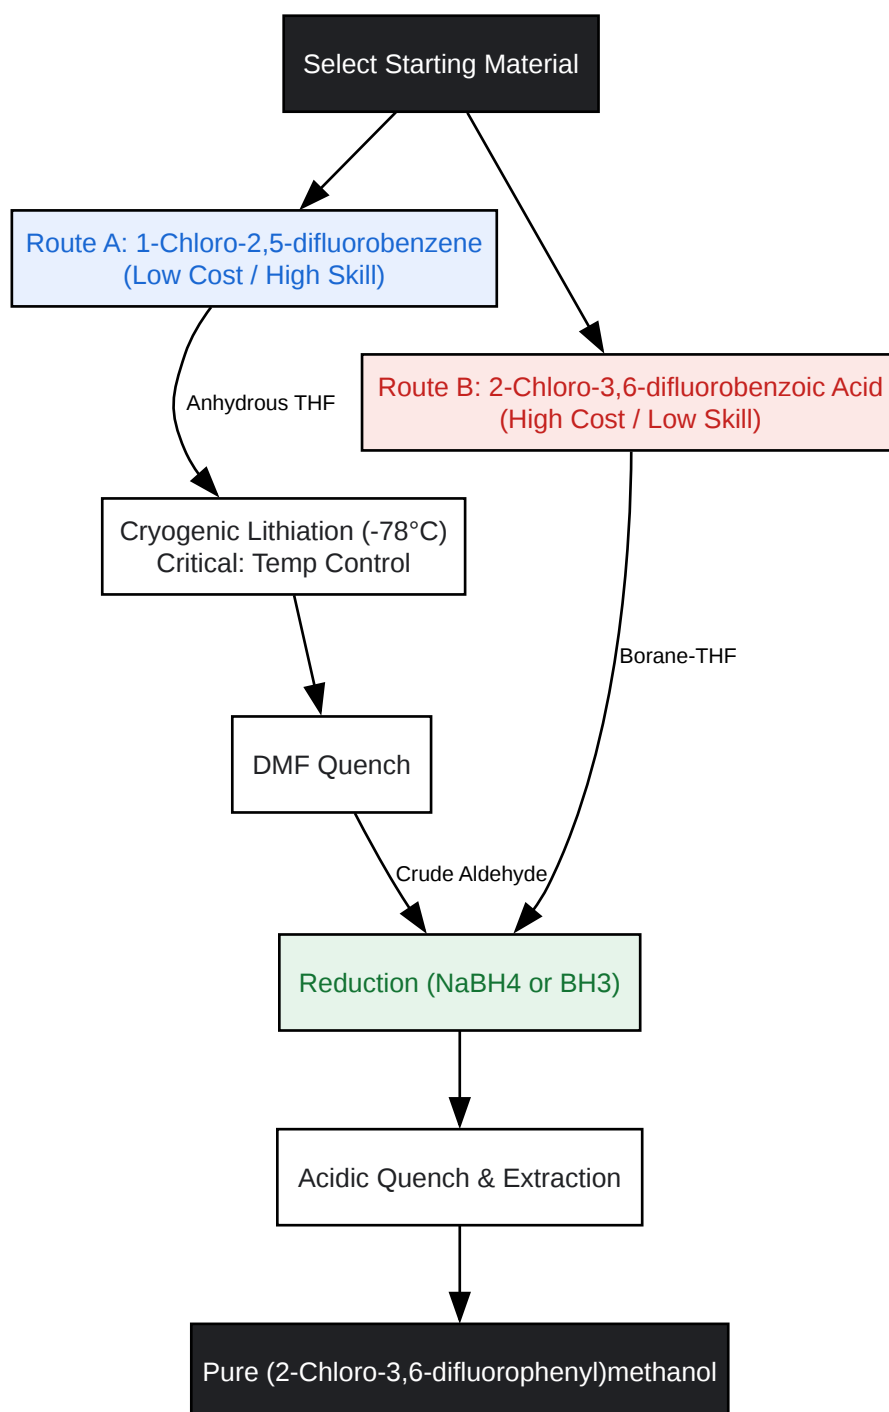 Select Starting Material
Route A: 1-Chloro-2,5-difluorobenzene
(Low Cost / High Skill)
Route B: 2-Chloro-3,6-difluorobenzoic Acid
(High Cost / Low Skill)
Anhydrous THF
Cryogenic Lithiation (-78°C)
Critical: Temp Control
Borane-THF
DMF Quench
Crude Aldehyde
Reduction (NaBH4 or BH3)
Acidic Quench & Extraction
Pure (2-Chloro-3,6-difluorophenyl)methanol